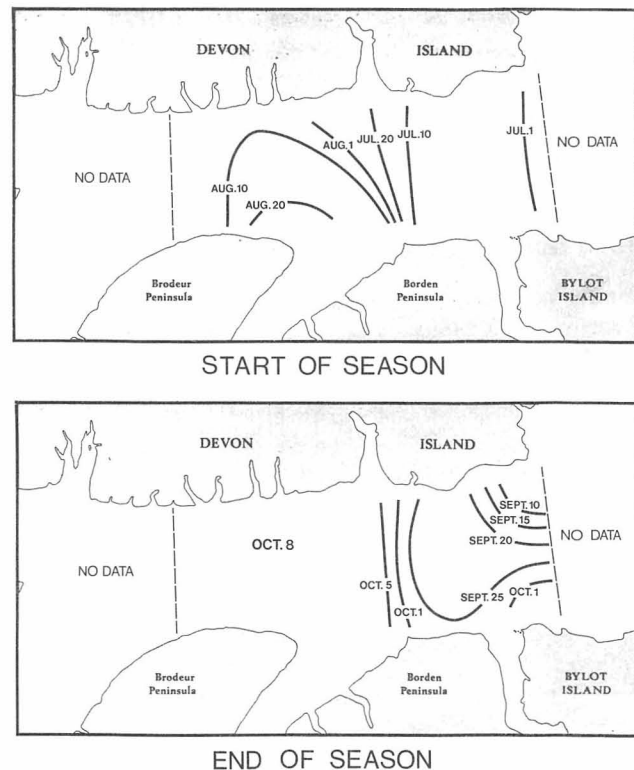 DEVON
ISLAND
NO DATA
AUG. 10
AUG. 20
AUG. 1
JUL. 20
JUL. 10
JUL. 1
NO DATA
Brodeur
Peninsula
Borden
Peninsula
BYLOT
ISLAND
START OF SEASON
DEVON
ISLAND
NO DATA
OCT. 8
OCT. 5
OCT. 1
SEPT. 10
SEPT. 15
SEPT. 20
SEPT. 25
OCT. 1
NO DATA
Brodeur
Peninsula
Borden
Peninsula
BYLOT
ISLAND
END OF SEASON